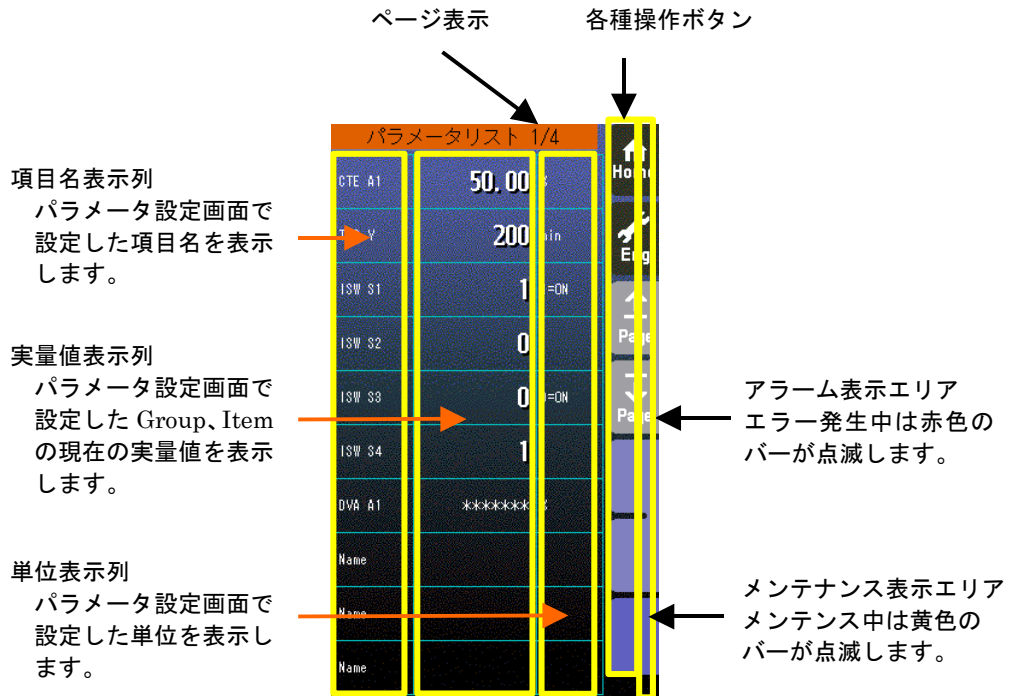 ページ表示
各種操作ボタン
パラメータリスト 1/4
Home
Eng
Page
Page
項目名表示列
パラメータ設定画面で
設定した項目名を表示
します。
実量値表示列
パラメータ設定画面で
設定した Group、Item
の現在の実量値を表示
します。
単位表示列
パラメータ設定画面で
設定した単位を表示し
ます。
CTE A1 50.00 %
Y 200 min
ISW S1 1 =ON
ISW S2 0
ISW S3 0 =ON
ISW S4 1
DVA A1 ******* %
Name
Name
Name
アラーム表示エリア
エラー発生中は赤色の
バーが点滅します。
メンテナンス表示エリア
メンテンス中は黄色の
バーが点滅します。